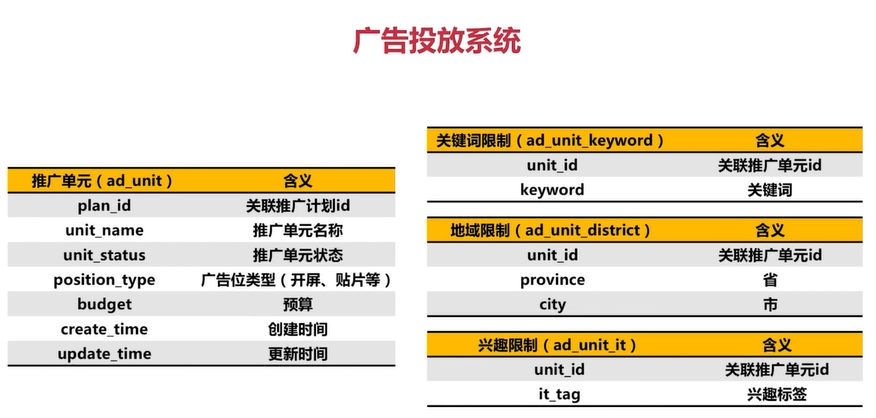 广告投放系统
推广单元（ad_unit） 含义
plan_id 关联推广计划id
unit_name 推广单元名称
unit_status 推广单元状态
position_type 广告位类型（开屏、贴片等）
budget 预算
create_time 创建时间
update_time 更新时间
关键词限制（ad_unit_keyword） 含义
unit_id 关联推广单元id
keyword 关键词
地域限制（ad_unit_district） 含义
unit_id 关联推广单元id
province 省
city 市
兴趣限制（ad_unit_it） 含义
unit_id 关联推广单元id
it_tag 兴趣标签